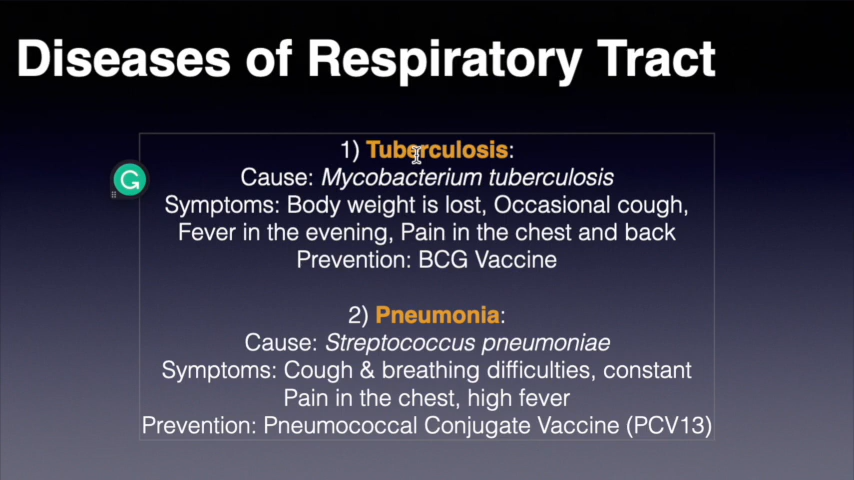 Diseases of Respiratory Tract
1) Tuberculosis:
Cause: Mycobacterium tuberculosis
Symptoms: Body weight is lost, Occasional cough,
Fever in the evening, Pain in the chest and back
Prevention: BCG Vaccine
2) Pneumonia:
Cause: Streptococcus pneumoniae
Symptoms: Cough & breathing difficulties, constant
Pain in the chest, high fever
Prevention: Pneumococcal Conjugate Vaccine (PCV13)